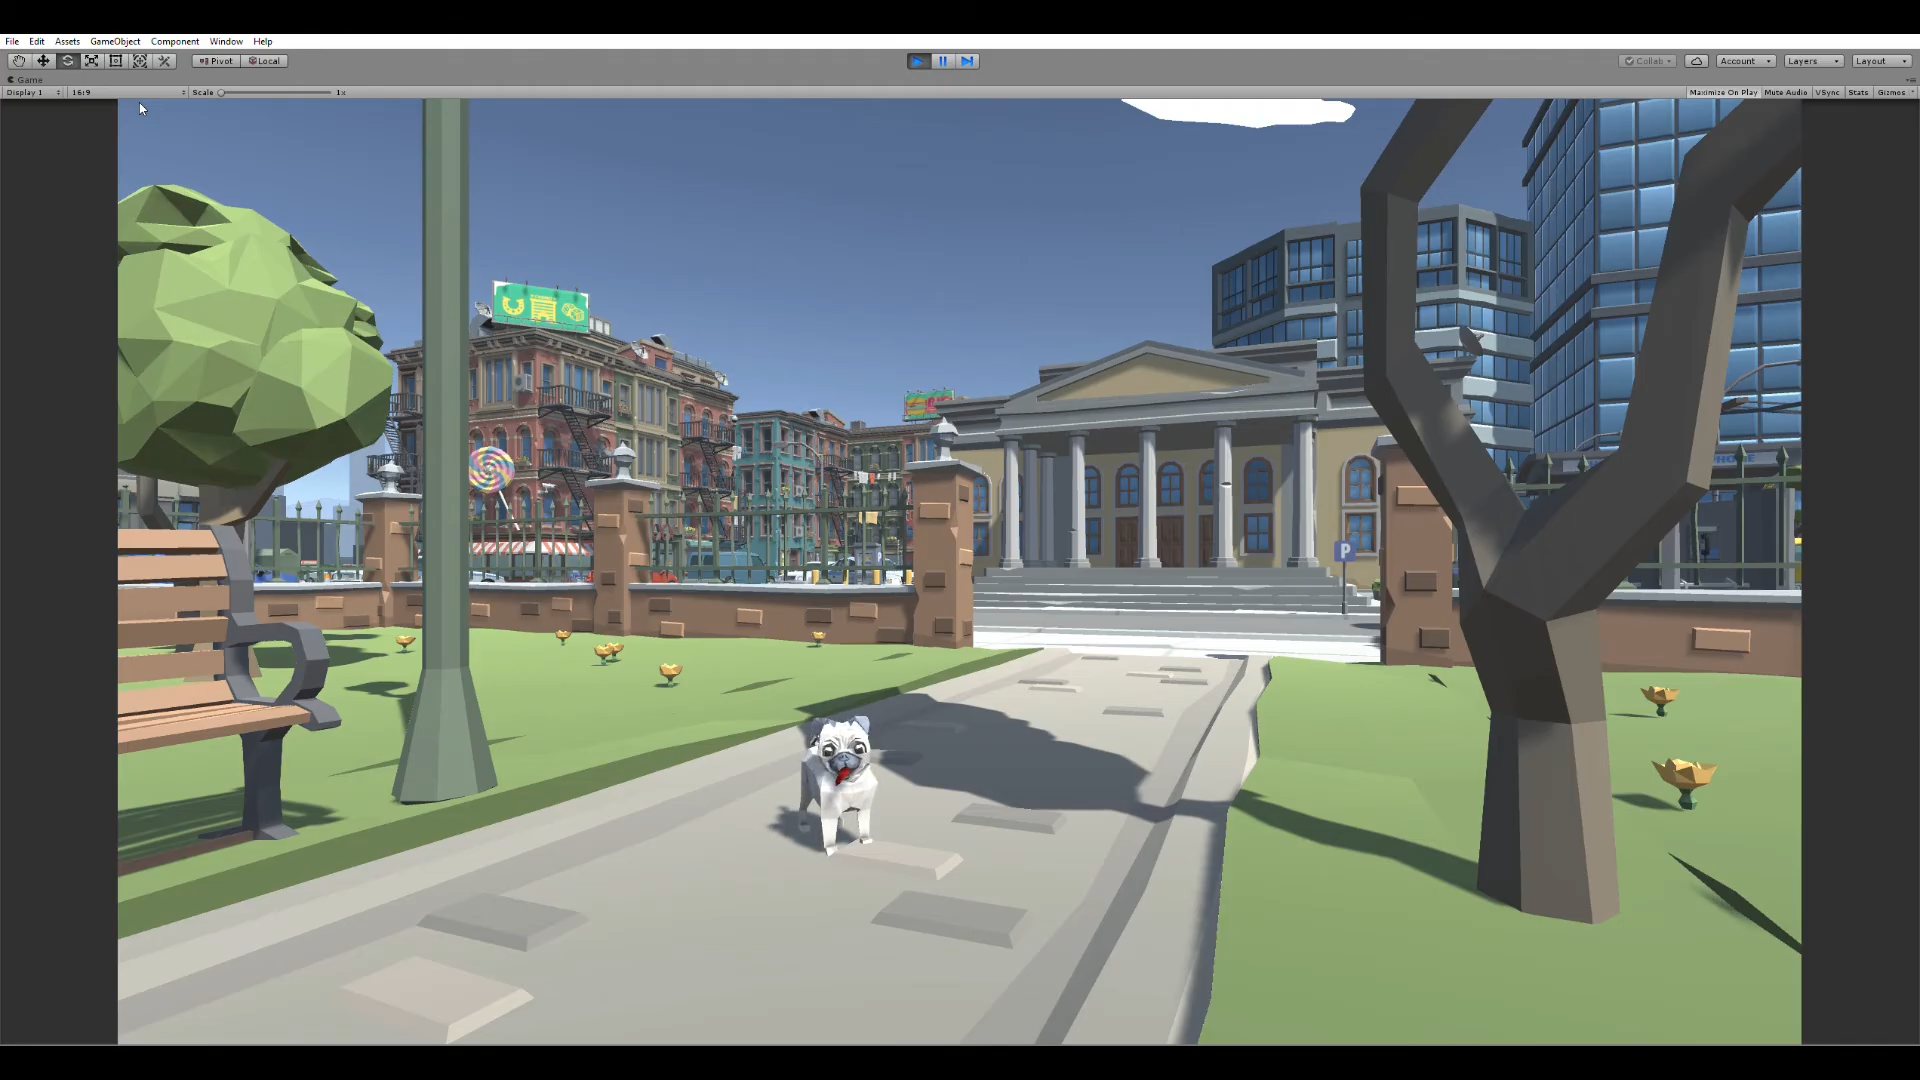 File Edit Assets GameObject Component Window Help
Pivot Local Collab Account Layers Layout
Game
Display 1 16:9 Scale 1x Maximize On Play Mute Audio VSync Stats Gizmos
P
PHONE